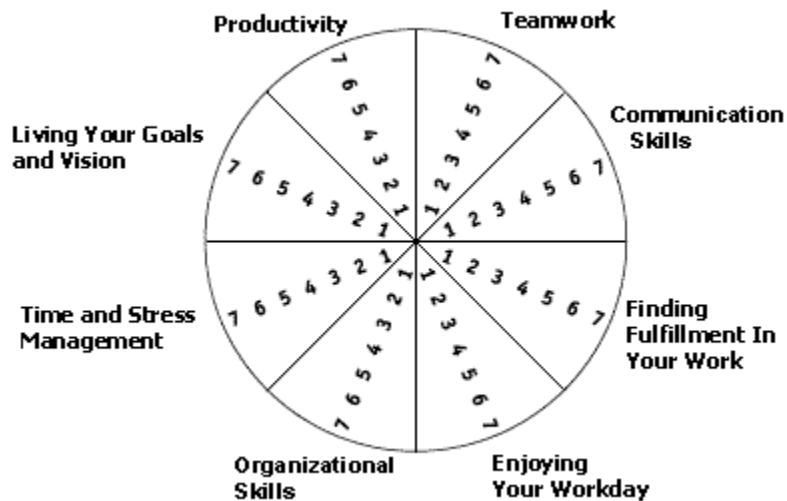 Productivity
Teamwork
Communication
Skills
Living Your Goals
and Vision
7 6 5 4 3 2 1
1 2 3 4 5 6 7
7 6 5 4 3 2 1
1 2 3 4 5 6 7
7 6 5 4 3 2 1
1 2 3 4 5 6 7
Time and Stress
Management
Finding
Fulfillment In
Your Work
1 2 3 4 5 6 7
1 2 3 4 5 6 7
Organizational
Skills
Enjoying
Your Workday